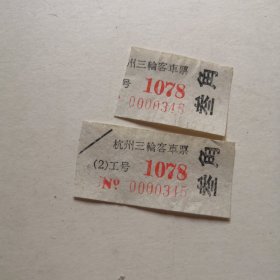 州三輪客車票
号 1078
0000345
叁角
杭州三輪客車票
(2)工号 1078
№ 0000345
叁角